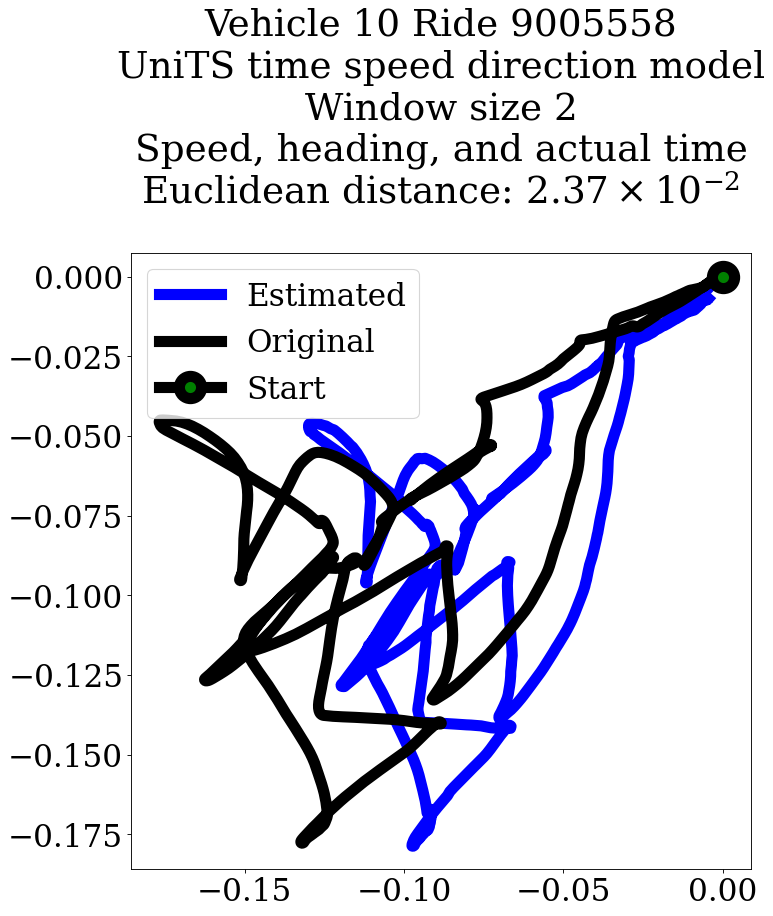 Vehicle 10 Ride 9005558
UniTS time speed direction model
Window size 2
Speed, heading, and actual time
Euclidean distance: 2.37 × 10⁻²
Estimated
Original
Start
0.000
−0.025
−0.050
−0.075
−0.100
−0.125
−0.150
−0.175
−0.15
−0.10
−0.05
0.00